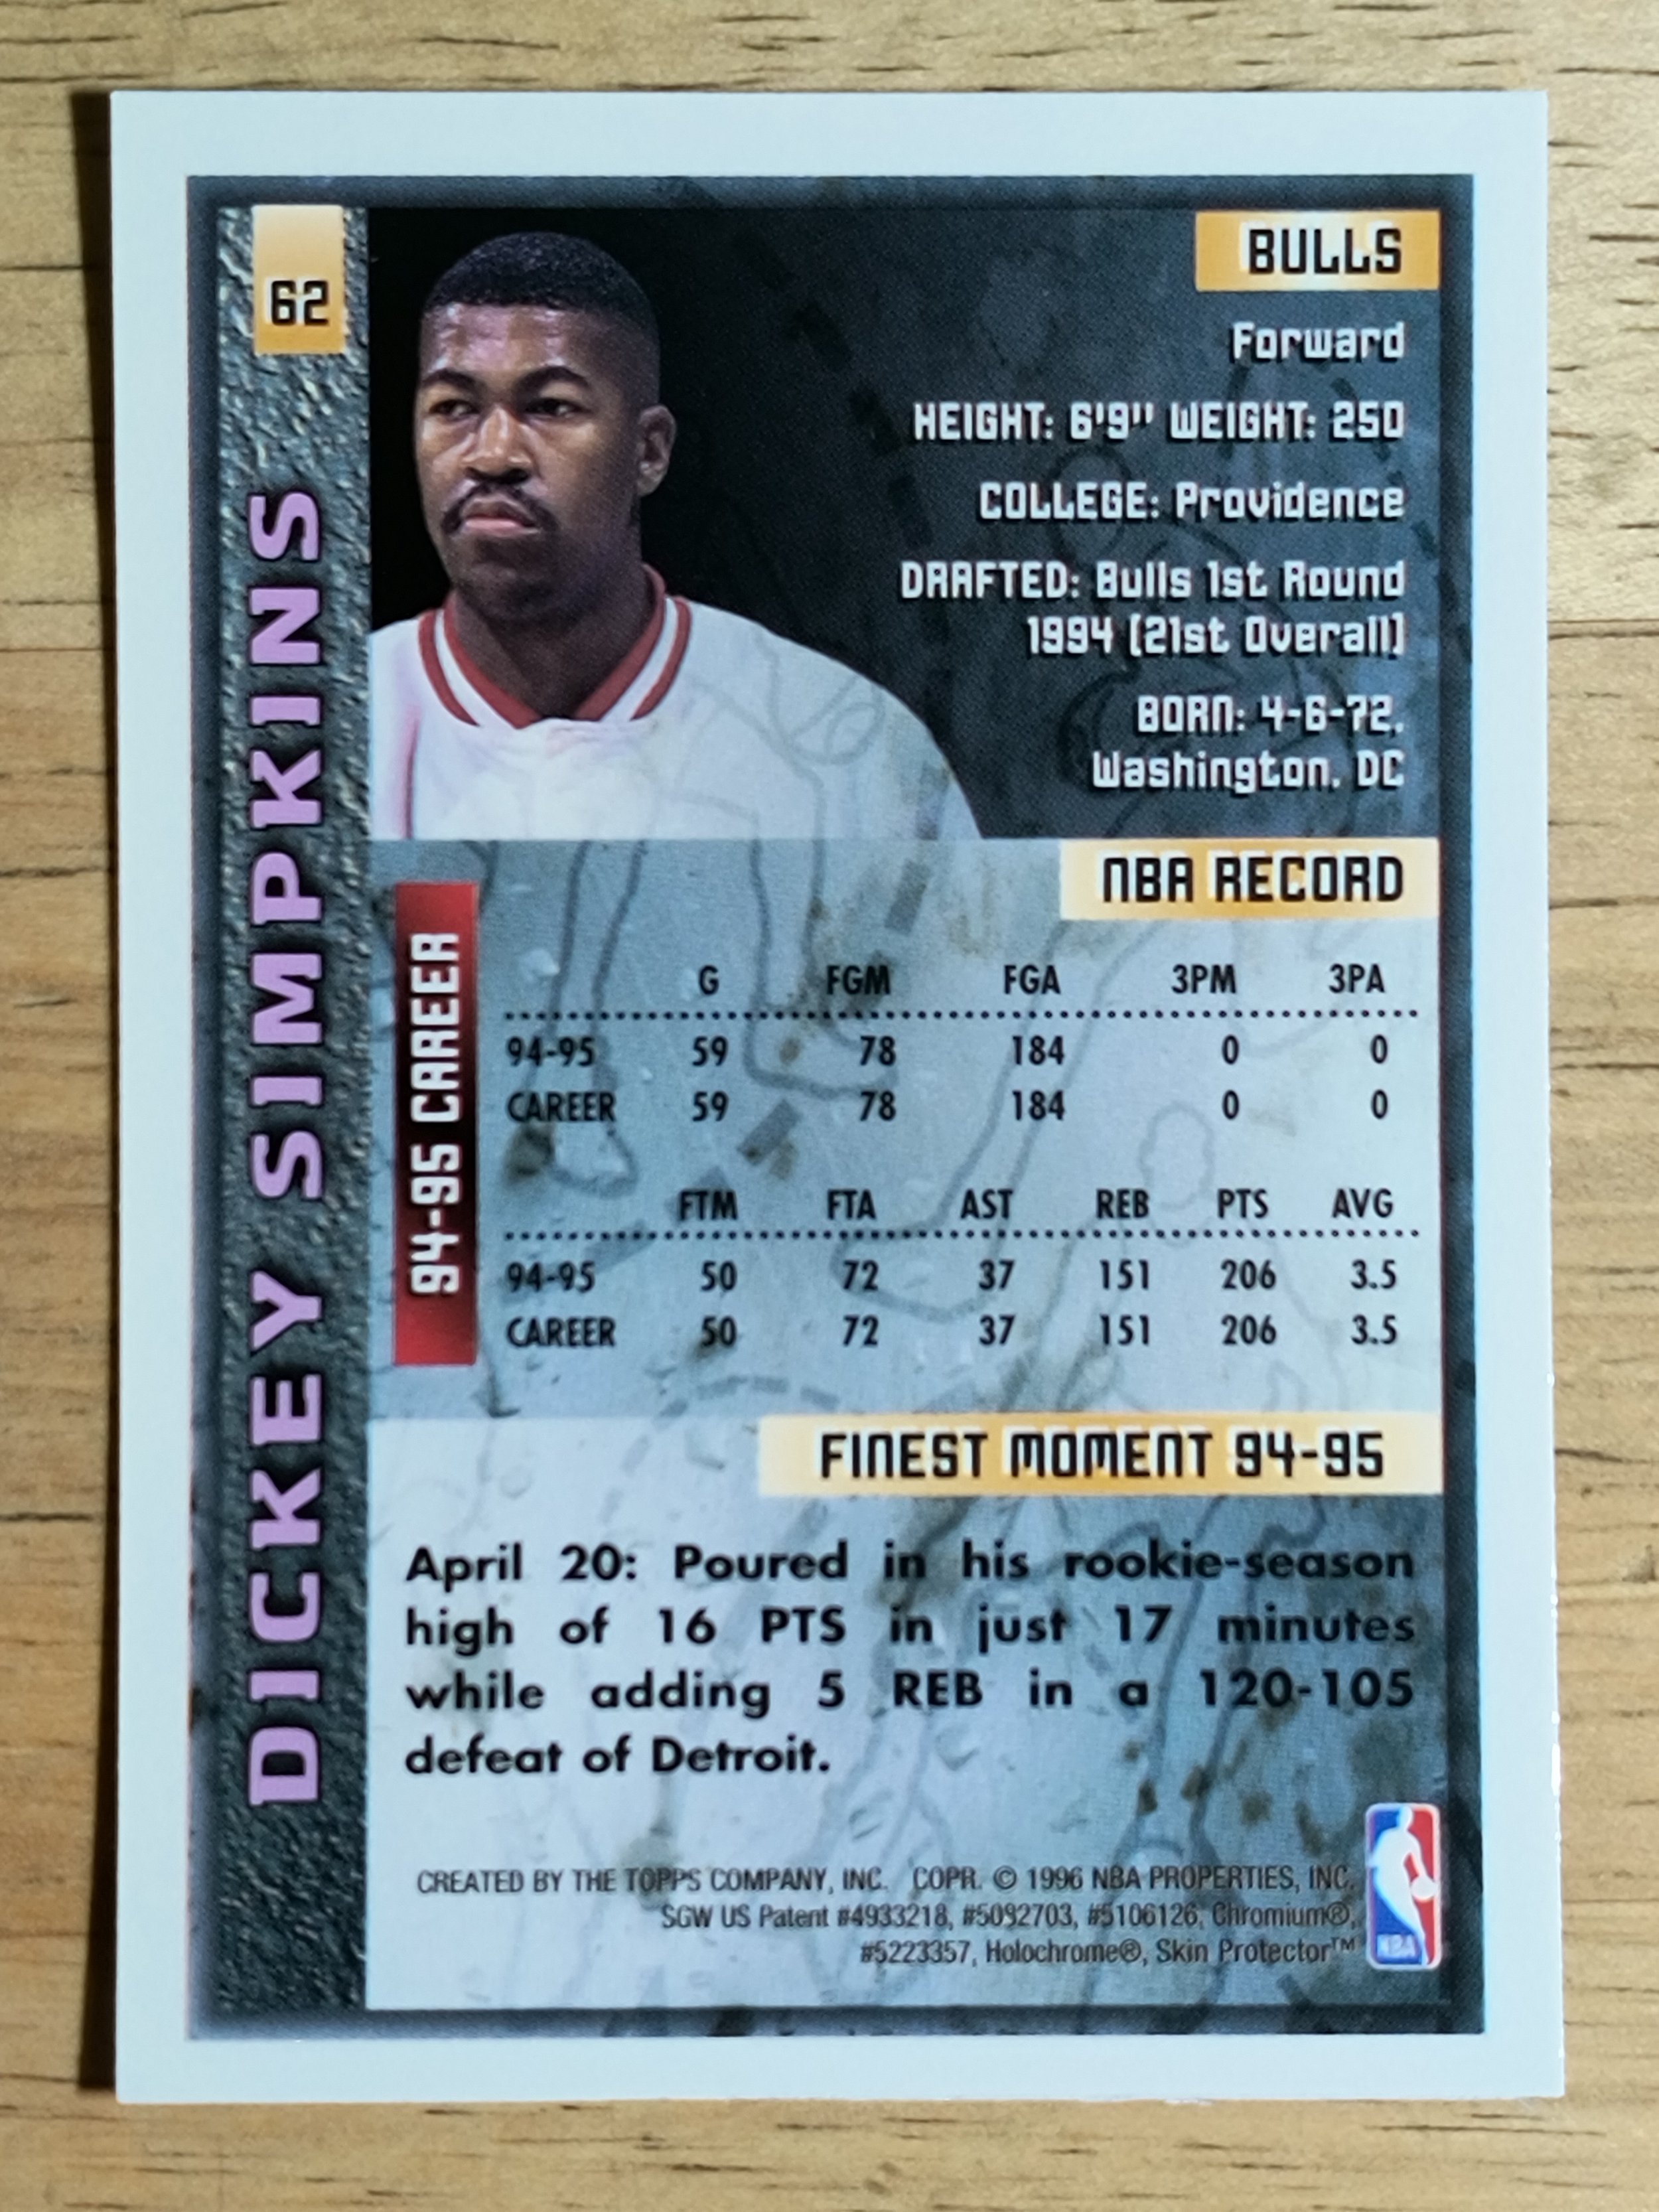 62
BULLS
Forward
HEIGHT: 6'9" WEIGHT: 250
COLLEGE: Providence
DRAFTED: Bulls 1st Round
1994 (21st Overall)
BORN: 4-6-72,
Washington, DC
DICKEY SIMPKINS
NBA RECORD
94-95 CAREER
G FGM FGA 3PM 3PA
94-95 59 78 184 0 0
CAREER 59 78 184 0 0
FTM FTA AST REB PTS AVG
94-95 50 72 37 151 206 3.5
CAREER 50 72 37 151 206 3.5
FINEST MOMENT 94-95
April 20: Poured in his rookie-season
high of 16 PTS in just 17 minutes
while adding 5 REB in a 120-105
defeat of Detroit.
CREATED BY THE TOPPS COMPANY, INC. COPR. © 1996 NBA PROPERTIES, INC.
SGW US Patent #4933218, #5092703, #5106126, Chromium®,
#5223357, Holochrome®, Skin Protector™
NBA